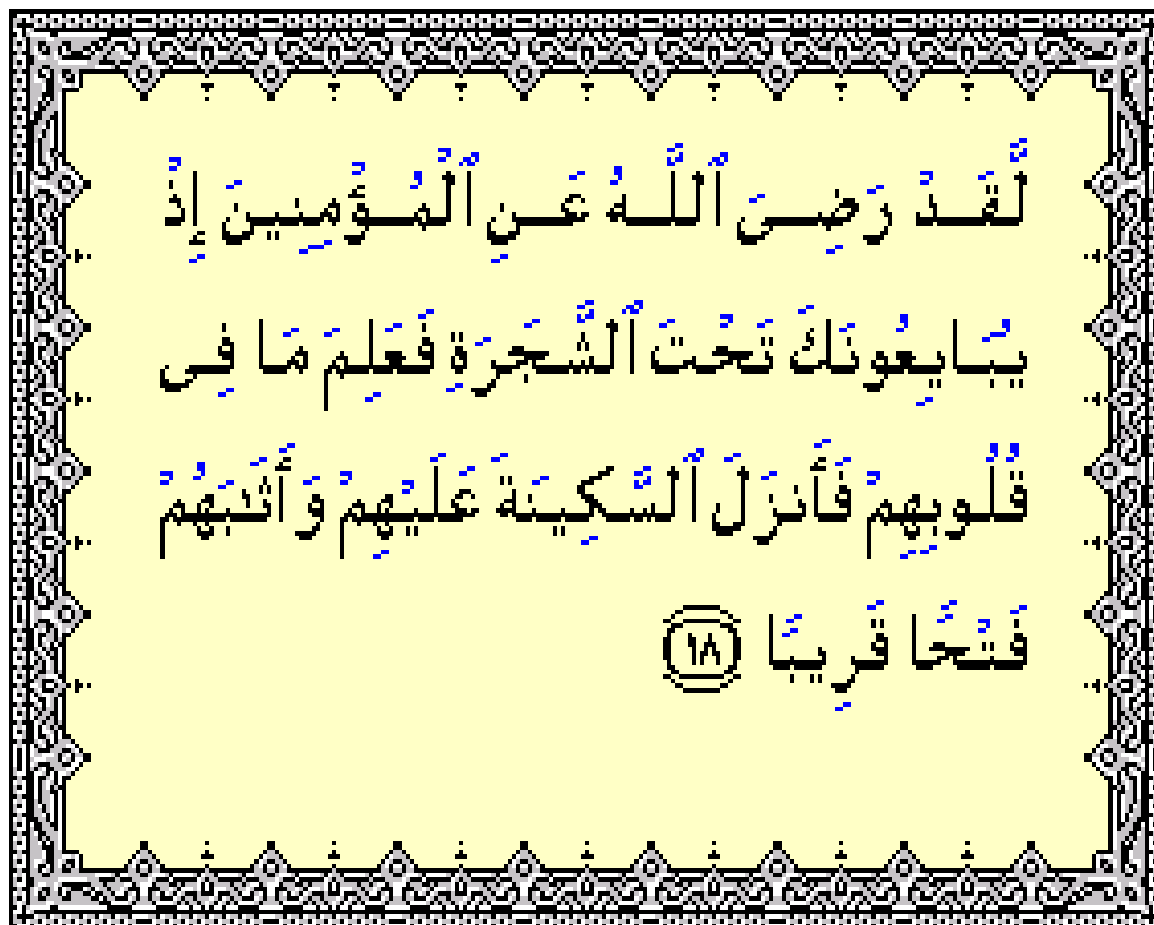 لَّقَدْ رَضِىَ ٱللَّهُ عَنِ ٱلْمُؤْمِنِينَ إِذْ
يُبَايِعُونَكَ تَحْتَ ٱلشَّجَرَةِ فَعَلِمَ مَا فِى
قُلُوبِهِمْ فَأَنزَلَ ٱلسَّكِينَةَ عَلَيْهِمْ وَأَثَٰبَهُمْ
فَتْحًا قَرِيبًا ١٨